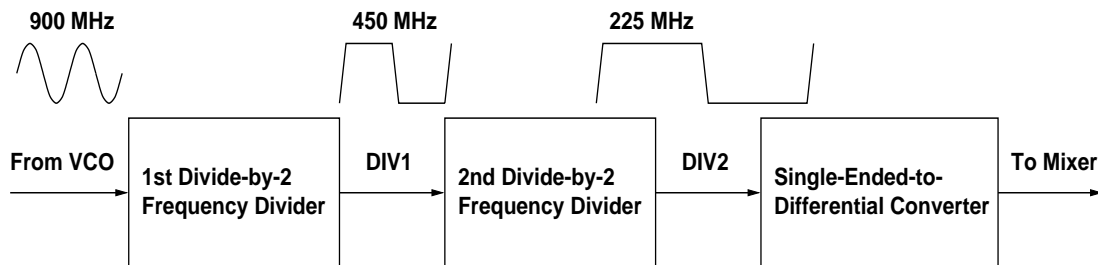 900 MHz
450 MHz
225 MHz
From VCO
1st Divide-by-2
Frequency Divider
DIV1
2nd Divide-by-2
Frequency Divider
DIV2
Single-Ended-to-
Differential Converter
To Mixer